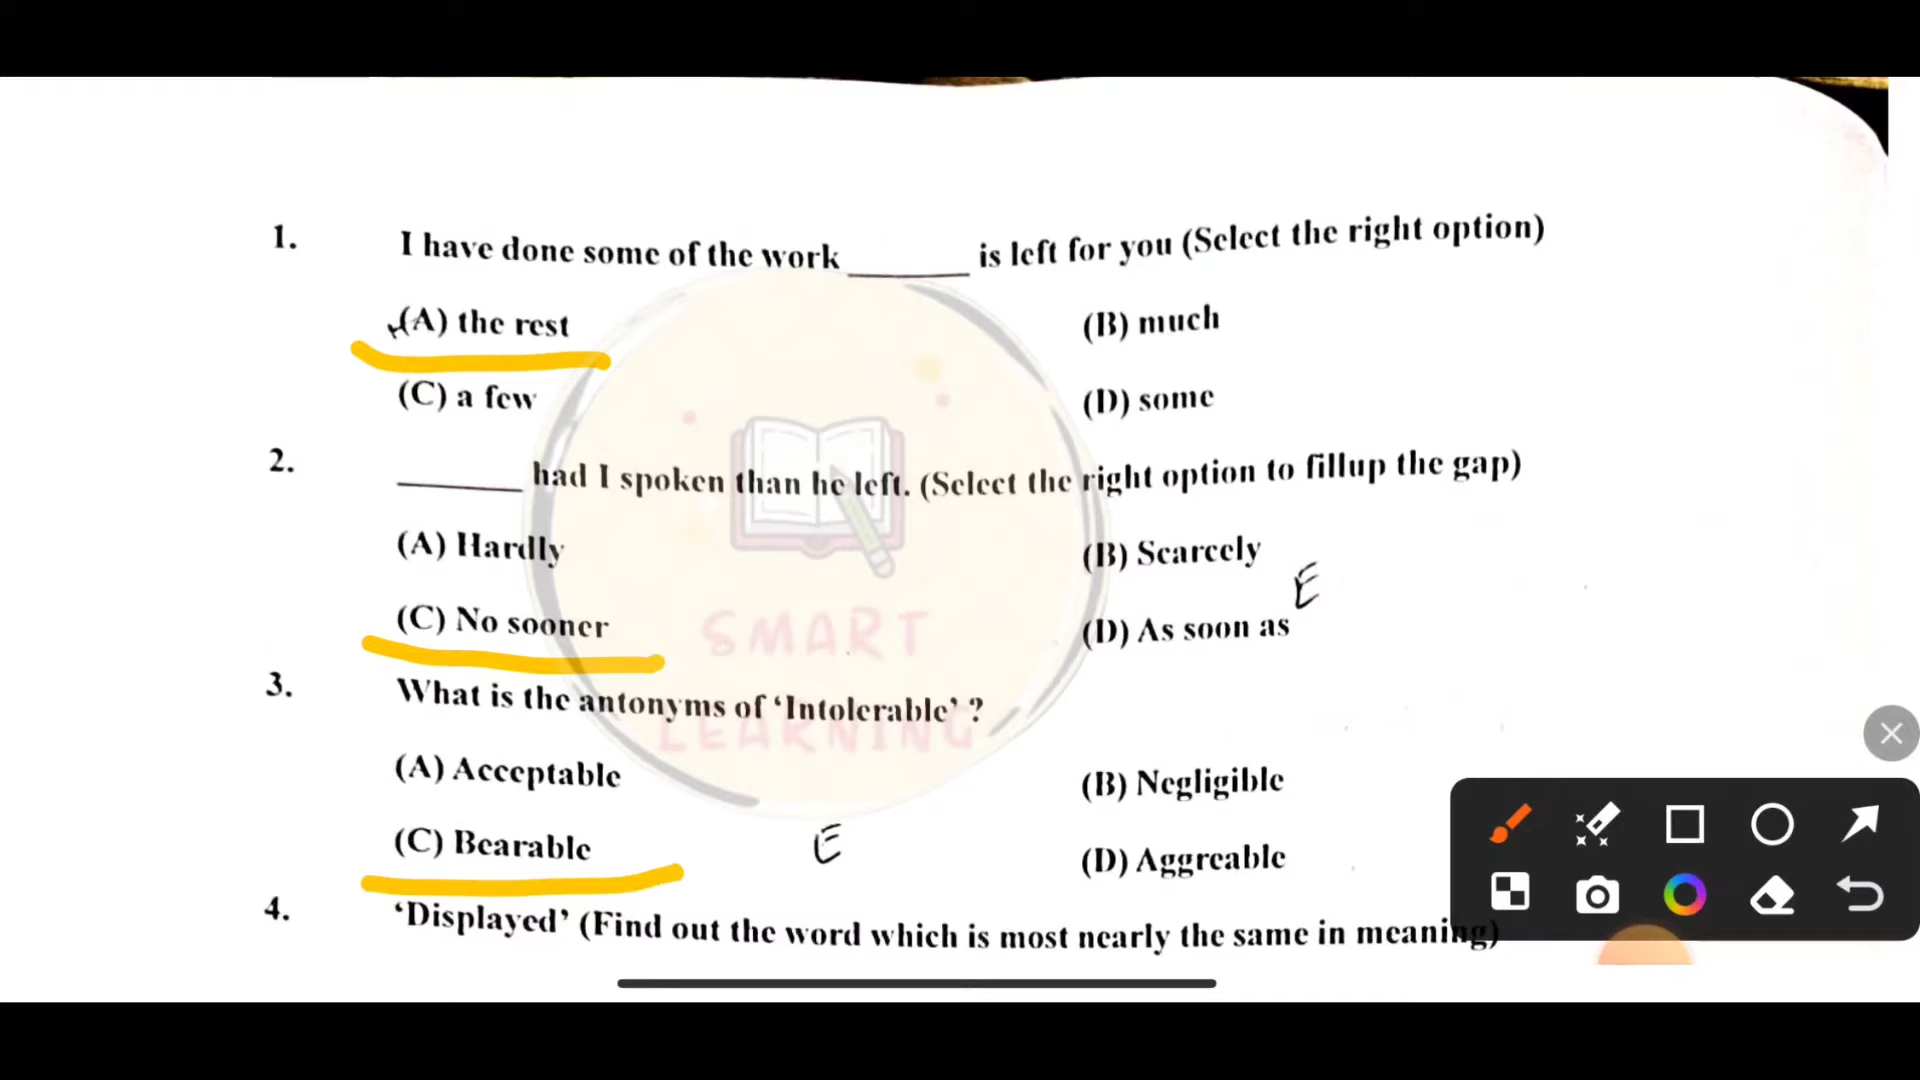 1. I have done some of the work ______ is left for you (Select the right option)
(A) the rest (B) much
(C) a few (D) some
2. ______ had I spoken than he left. (Select the right option to fillup the gap)
(A) Hardly (B) Scarcely
E
(C) No sooner (D) As soon as
SMART
3. What is the antonyms of ‘Intolerable’ ?
LEARNING
(A) Acceptable (B) Negligible
(C) Bearable E (D) Aggreable
4. ‘Displayed’ (Find out the word which is most nearly the same in meaning)